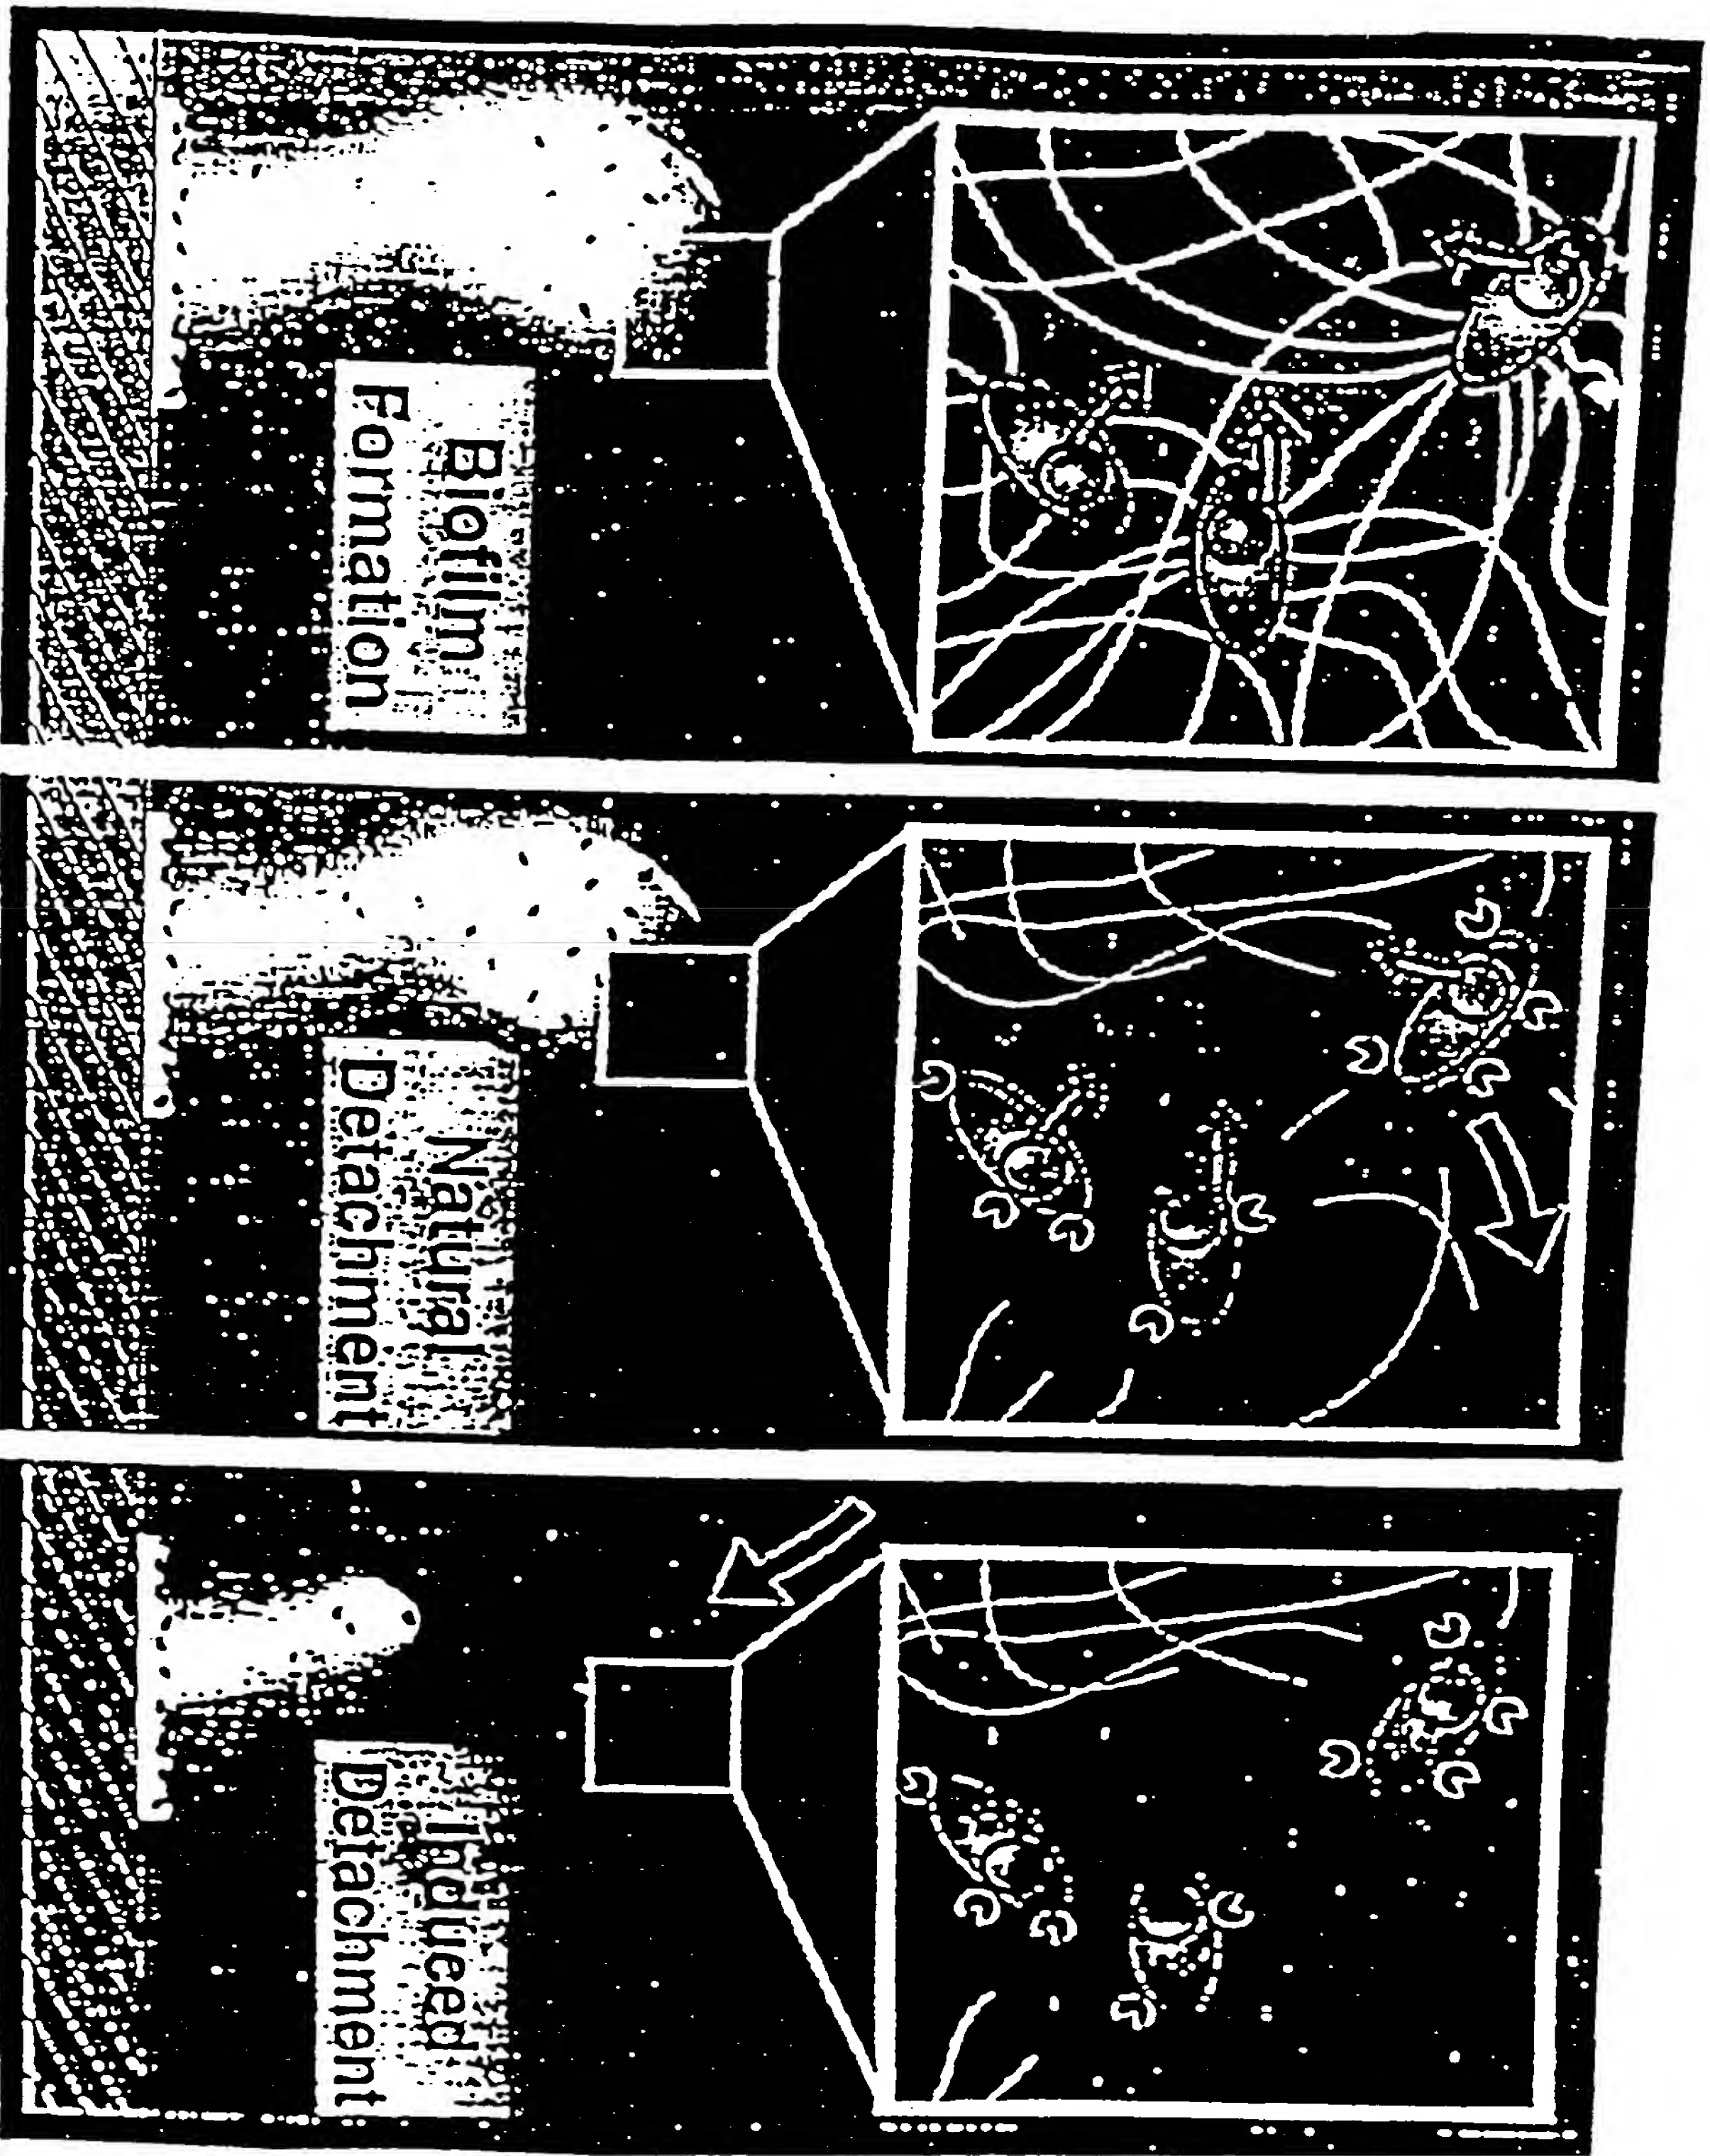 Biofilm
Formation
Natural
Detachment
Induced
Detachment